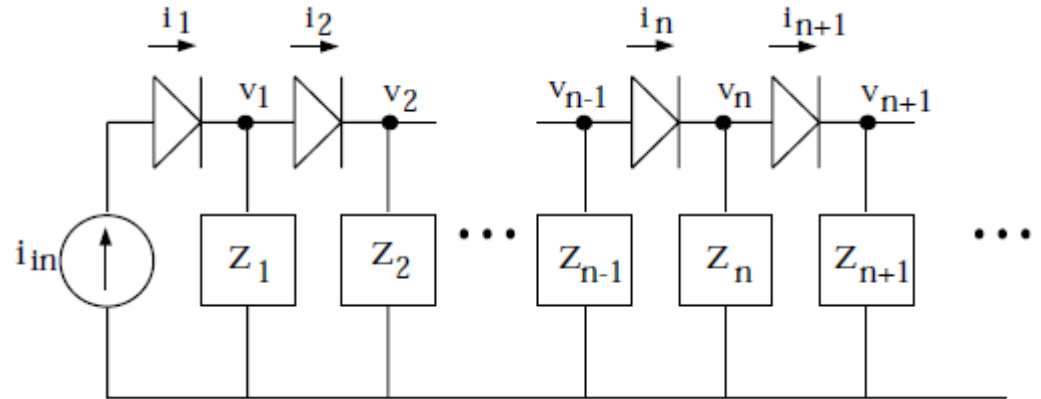 i1 i2 in in+1
v1 v2 vn-1 vn vn+1
iin Z1 Z2 ... Zn-1 Zn Zn+1 ...